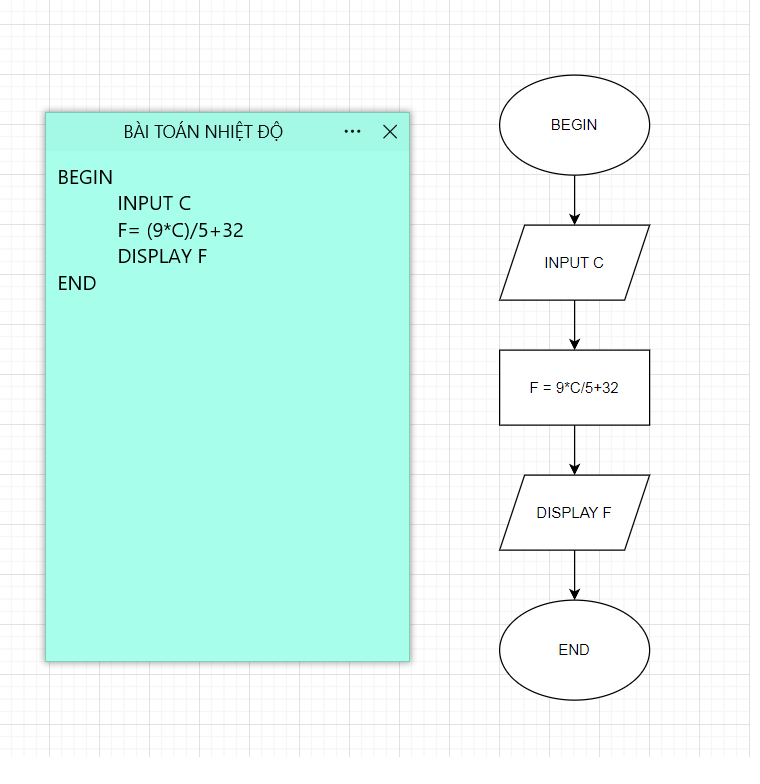 BÀI TOÁN NHIỆT ĐỘ
BEGIN
INPUT C
F= (9*C)/5+32
DISPLAY F
END
BEGIN
INPUT C
F = 9*C/5+32
DISPLAY F
END